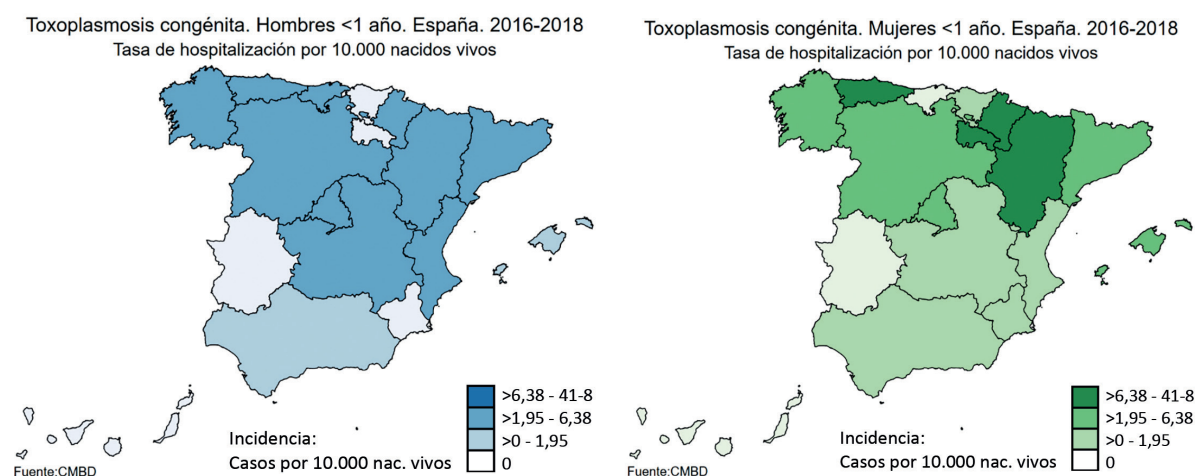 Toxoplasmosis congénita. Hombres <1 año. España. 2016-2018
Tasa de hospitalización por 10.000 nacidos vivos
>6,38 - 41-8
>1,95 - 6,38
>0 - 1,95
0
Incidencia:
Casos por 10.000 nac. vivos
Fuente:CMBD
Toxoplasmosis congénita. Mujeres <1 año. España. 2016-2018
Tasa de hospitalización por 10.000 nacidos vivos
>6,38 - 41-8
>1,95 - 6,38
>0 - 1,95
0
Incidencia:
Casos por 10.000 nac. vivos
Fuente:CMBD